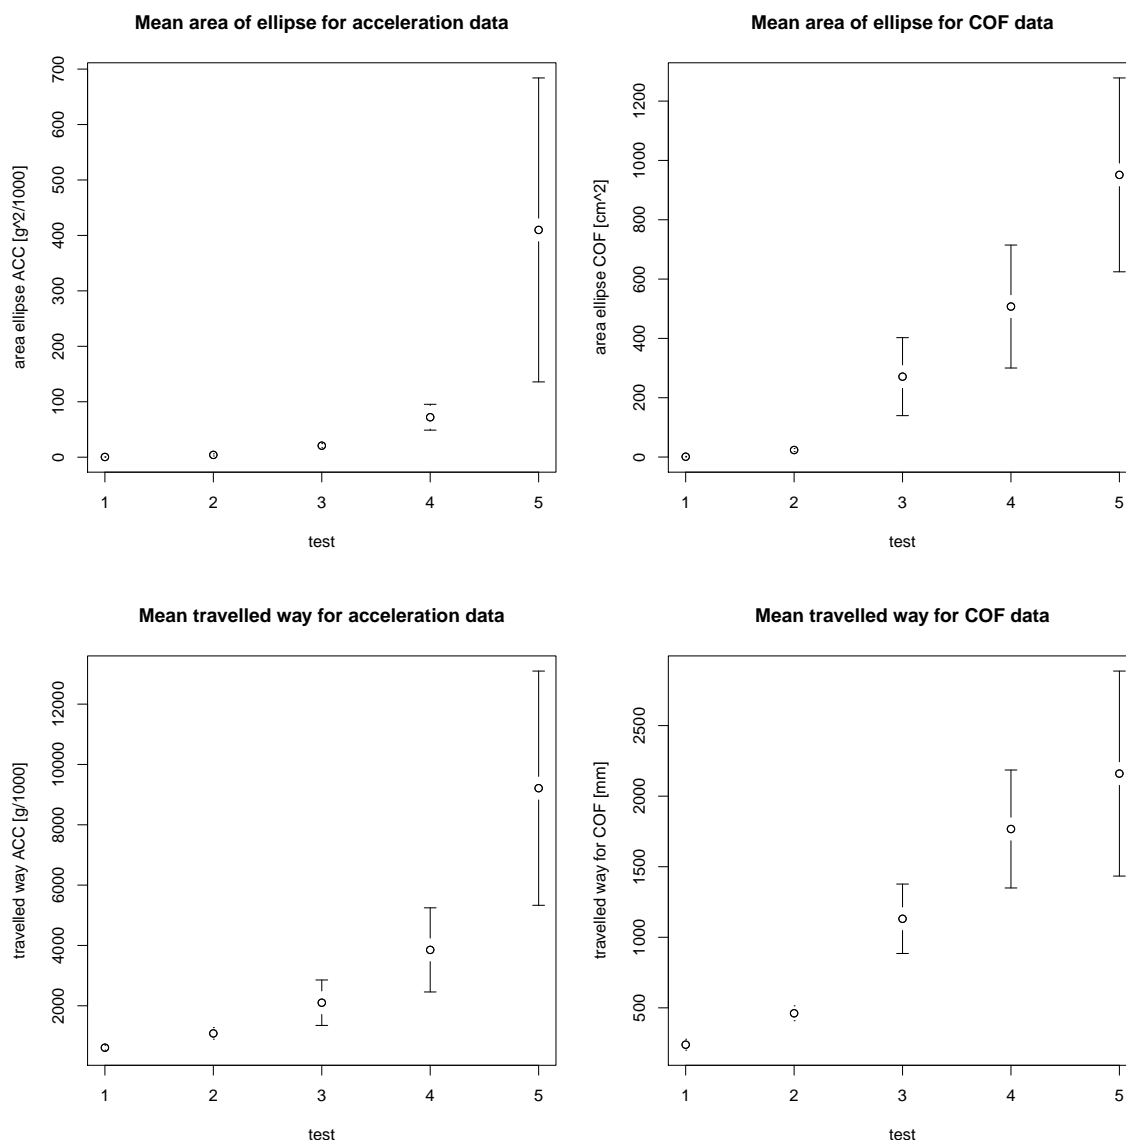 Mean area of ellipse for acceleration data
area ellipse ACC [g^2/1000]
700
600
500
400
300
200
100
0
1 2 3 4 5
test
Mean area of ellipse for COF data
area ellipse COF [cm^2]
1200
1000
800
600
400
200
0
1 2 3 4 5
test
Mean travelled way for acceleration data
travelled way ACC [g/1000]
12000
10000
8000
6000
4000
2000
1 2 3 4 5
test
Mean travelled way for COF data
travelled way for COF [mm]
2500
2000
1500
1000
500
1 2 3 4 5
test